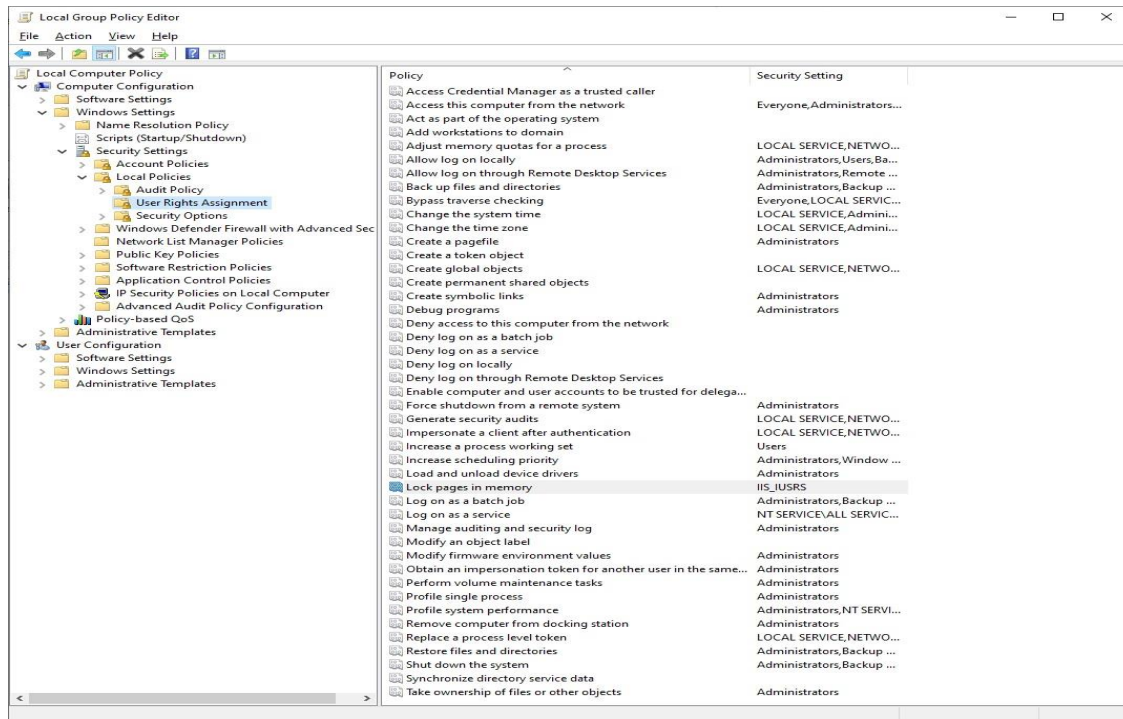 Local Group Policy Editor
File Action View Help
Local Computer Policy
Computer Configuration
Software Settings
Windows Settings
Name Resolution Policy
Scripts (Startup/Shutdown)
Security Settings
Account Policies
Local Policies
Audit Policy
User Rights Assignment
Security Options
Windows Defender Firewall with Advanced Sec
Network List Manager Policies
Public Key Policies
Software Restriction Policies
Application Control Policies
IP Security Policies on Local Computer
Advanced Audit Policy Configuration
Policy-based QoS
Administrative Templates
User Configuration
Software Settings
Windows Settings
Administrative Templates
Policy Security Setting
Access Credential Manager as a trusted caller
Access this computer from the network Everyone,Administrators...
Act as part of the operating system
Add workstations to domain
Adjust memory quotas for a process LOCAL SERVICE,NETWO...
Allow log on locally Administrators,Users,Ba...
Allow log on through Remote Desktop Services Administrators,Remote ...
Back up files and directories Administrators,Backup ...
Bypass traverse checking Everyone,LOCAL SERVIC...
Change the system time LOCAL SERVICE,Admini...
Change the time zone LOCAL SERVICE,Admini...
Create a pagefile Administrators
Create a token object
Create global objects LOCAL SERVICE,NETWO...
Create permanent shared objects
Create symbolic links Administrators
Debug programs Administrators
Deny access to this computer from the network
Deny log on as a batch job
Deny log on as a service
Deny log on locally
Deny log on through Remote Desktop Services
Enable computer and user accounts to be trusted for delega...
Force shutdown from a remote system Administrators
Generate security audits LOCAL SERVICE,NETWO...
Impersonate a client after authentication LOCAL SERVICE,NETWO...
Increase a process working set Users
Increase scheduling priority Administrators,Window ...
Load and unload device drivers Administrators
Lock pages in memory IIS_IUSRS
Log on as a batch job Administrators,Backup ...
Log on as a service NT SERVICE\ALL SERVIC...
Manage auditing and security log Administrators
Modify an object label
Modify firmware environment values Administrators
Obtain an impersonation token for another user in the same... Administrators
Perform volume maintenance tasks Administrators
Profile single process Administrators
Profile system performance Administrators,NT SERVI...
Remove computer from docking station Administrators
Replace a process level token LOCAL SERVICE,NETWO...
Restore files and directories Administrators,Backup ...
Shut down the system Administrators,Backup ...
Synchronize directory service data
Take ownership of files or other objects Administrators